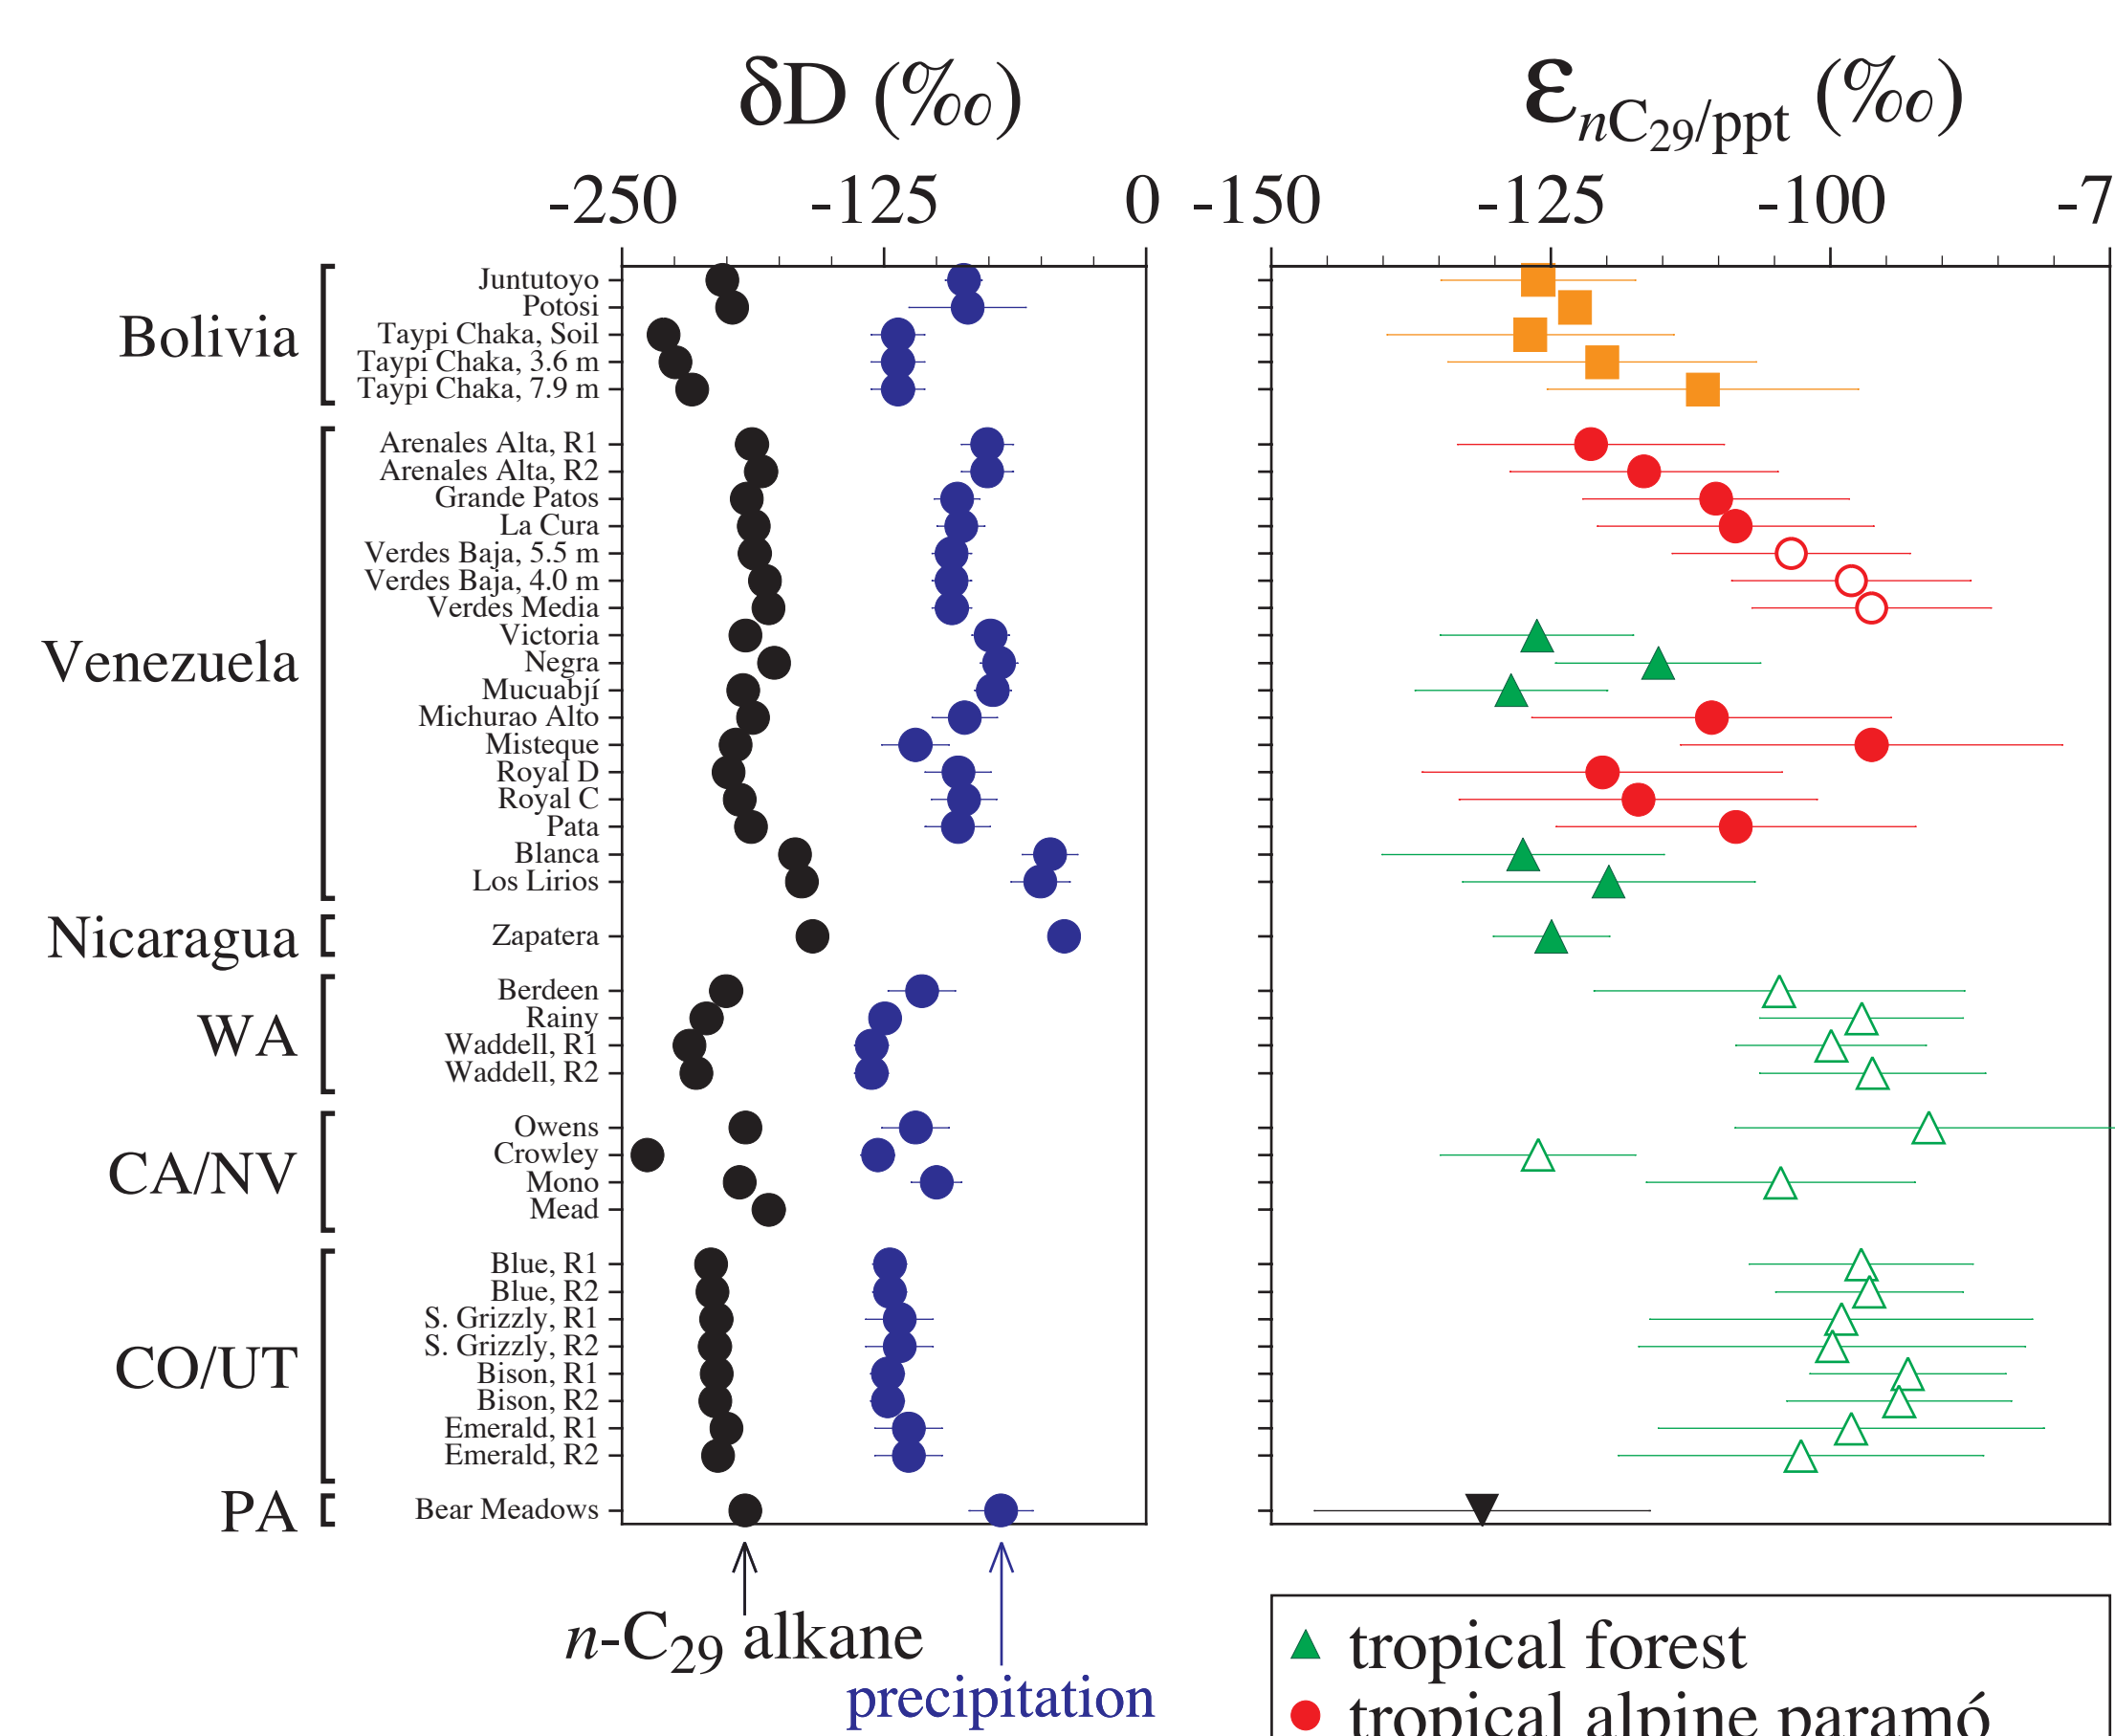 δD (‰)
ε nC29/ppt (‰)
-250 -125 0
-150 -125 -100 -7
Bolivia
Juntutoyo
Potosi
Taypi Chaka, Soil
Taypi Chaka, 3.6 m
Taypi Chaka, 7.9 m
Venezuela
Arenales Alta, R1
Arenales Alta, R2
Grande Patos
La Cura
Verdes Baja, 5.5 m
Verdes Baja, 4.0 m
Verdes Media
Victoria
Negra
Mucuabjí
Michurao Alto
Misteque
Royal D
Royal C
Pata
Blanca
Los Lirios
Nicaragua
Zapatera
WA
Berdeen
Rainy
Waddell, R1
Waddell, R2
CA/NV
Owens
Crowley
Mono
Mead
CO/UT
Blue, R1
Blue, R2
S. Grizzly, R1
S. Grizzly, R2
Bison, R1
Bison, R2
Emerald, R1
Emerald, R2
PA
Bear Meadows
n-C29 alkane
precipitation
tropical forest
tropical alpine paramó